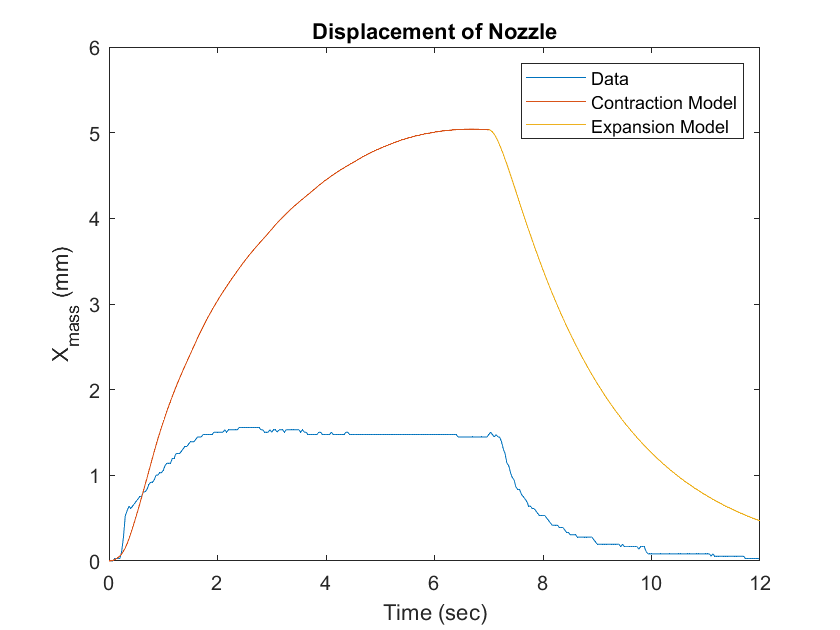 Displacement of Nozzle
Data
Contraction Model
Expansion Model
6
5
4
3
2
1
0
X_mass (mm)
0 2 4 6 8 10 12
Time (sec)